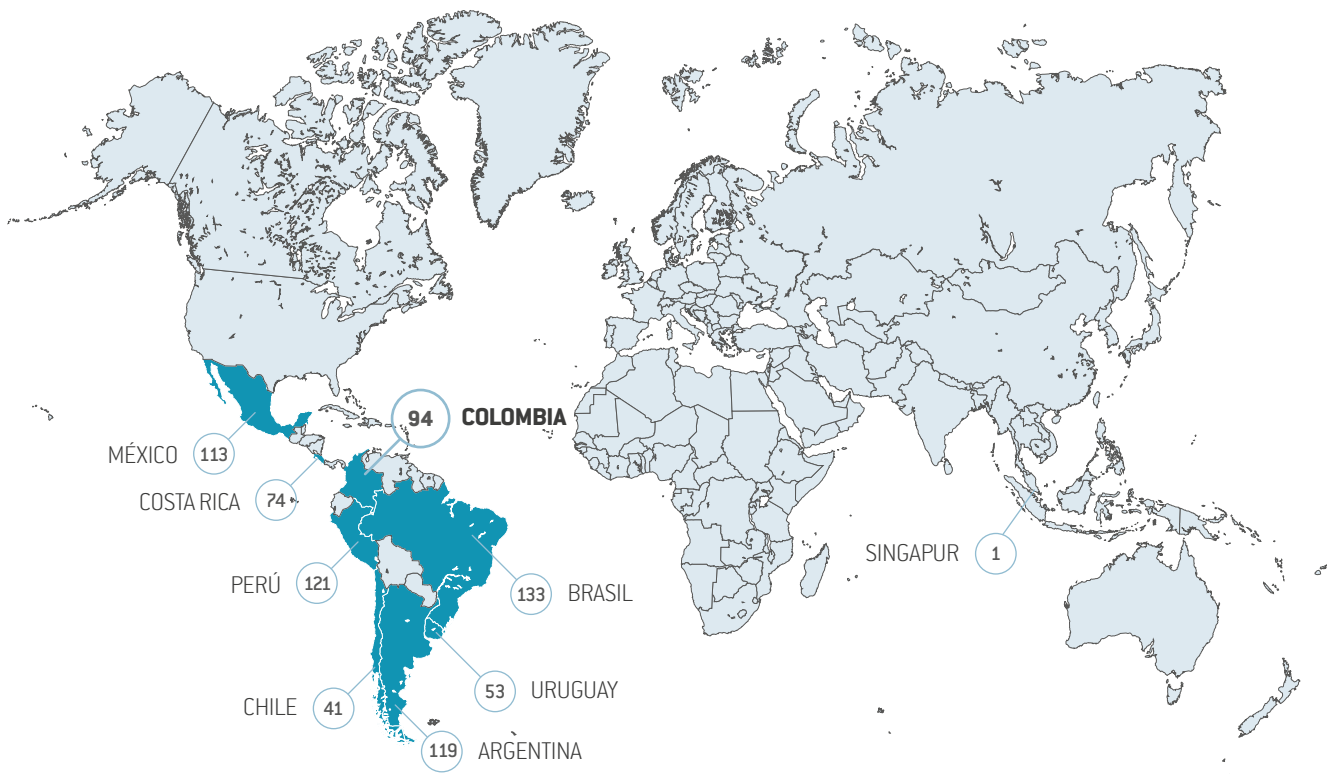 94 COLOMBIA
MÉXICO 113
COSTA RICA 74
SINGAPUR 1
PERÚ 121
133 BRASIL
53 URUGUAY
CHILE 41
119 ARGENTINA